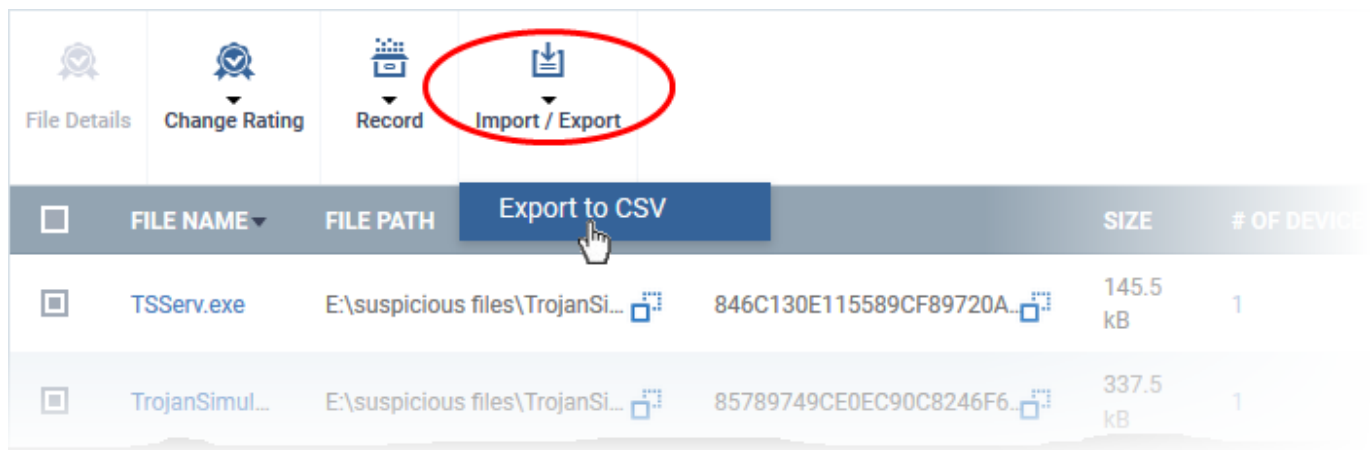 File Details
Change Rating
Record
Import / Export
Export to CSV
FILE NAME
FILE PATH
SIZE
# OF DEVICE
TSServ.exe
E:\suspicious files\TrojanSi...
846C130E115589CF89720A...
145.5
kB
1
TrojanSimul...
E:\suspicious files\TrojanSi...
85789749CE0EC90C8246F6...
337.5
kB
1